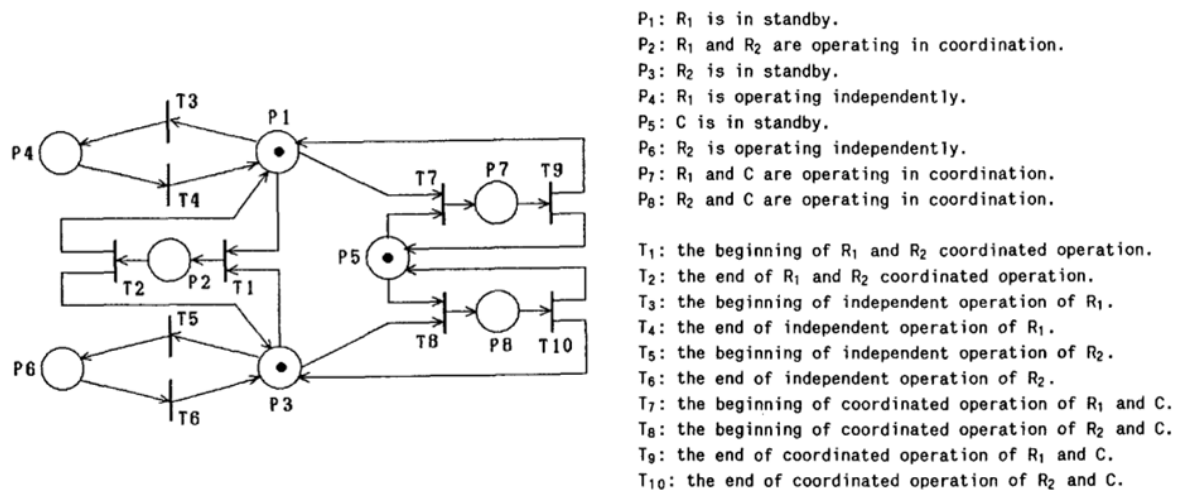 T3
P1
P4
T4
T7
P7
T9
P5
T2
P2
T1
T5
T8
P8
T10
P6
T6
P3
P₁: R₁ is in standby.
P₂: R₁ and R₂ are operating in coordination.
P₃: R₂ is in standby.
P₄: R₁ is operating independently.
P₅: C is in standby.
P₆: R₂ is operating independently.
P₇: R₁ and C are operating in coordination.
P₈: R₂ and C are operating in coordination.
T₁: the beginning of R₁ and R₂ coordinated operation.
T₂: the end of R₁ and R₂ coordinated operation.
T₃: the beginning of independent operation of R₁.
T₄: the end of independent operation of R₁.
T₅: the beginning of independent operation of R₂.
T₆: the end of independent operation of R₂.
T₇: the beginning of coordinated operation of R₁ and C.
T₈: the beginning of coordinated operation of R₂ and C.
T₉: the end of coordinated operation of R₁ and C.
T₁₀: the end of coordinated operation of R₂ and C.